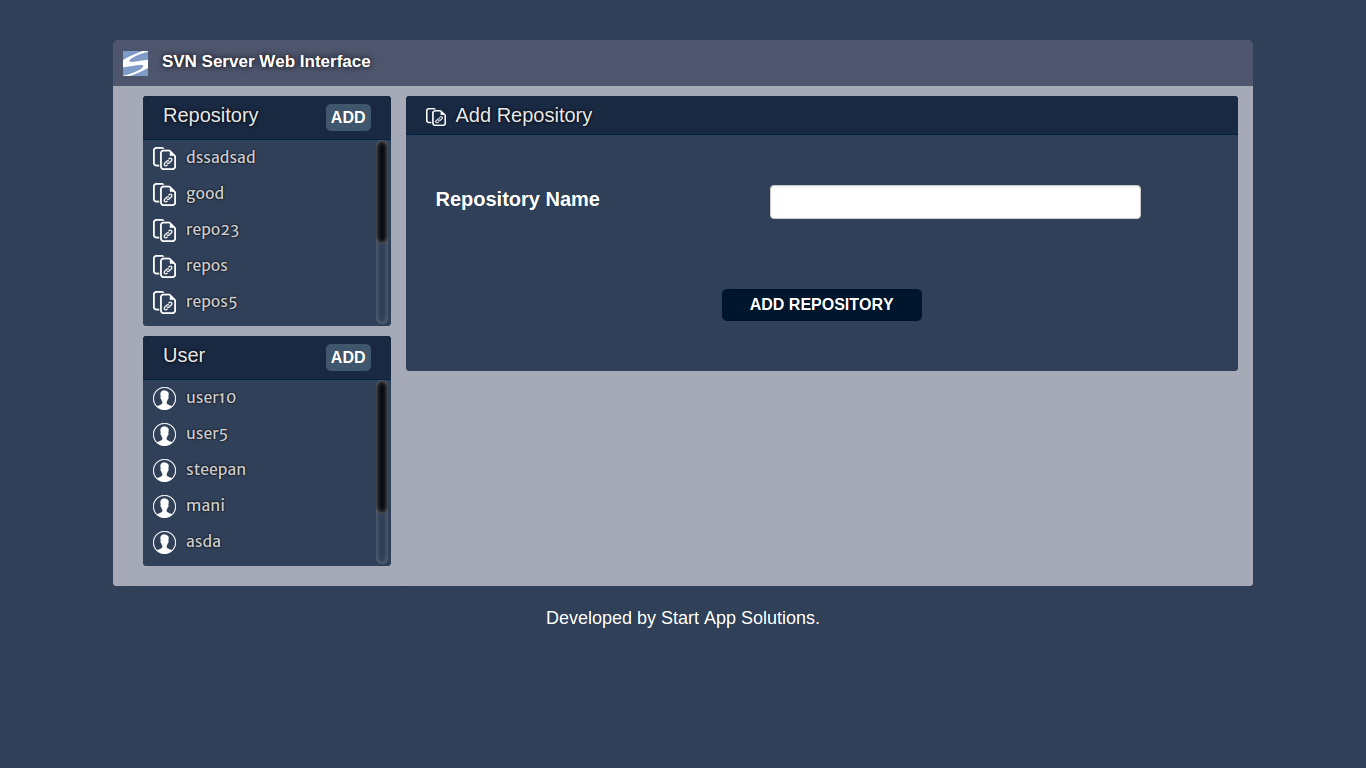 SVN Server Web Interface
Repository ADD
dssadsad
good
repo23
repos
repos5
User ADD
user10
user5
steepan
mani
asda
Add Repository
Repository Name
ADD REPOSITORY
Developed by Start App Solutions.